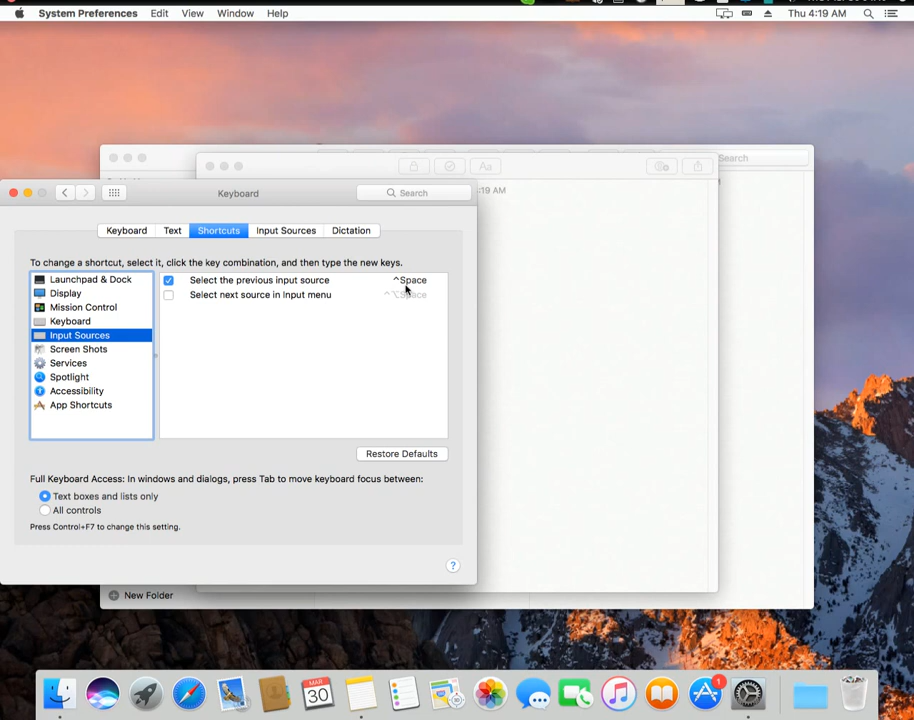 System Preferences Edit View Window Help
Thu 4:19 AM
Search
Aa
:19 AM
Keyboard
Search
Keyboard Text Shortcuts Input Sources Dictation
To change a shortcut, select it, click the key combination, and then type the new keys.
Launchpad & Dock
Display
Mission Control
Keyboard
Input Sources
Screen Shots
Services
Spotlight
Accessibility
App Shortcuts
Select the previous input source ^Space
Select next source in Input menu ^⌥Space
Restore Defaults
Full Keyboard Access: In windows and dialogs, press Tab to move keyboard focus between:
Text boxes and lists only
All controls
Press Control+F7 to change this setting.
?
New Folder
MAR
30
1